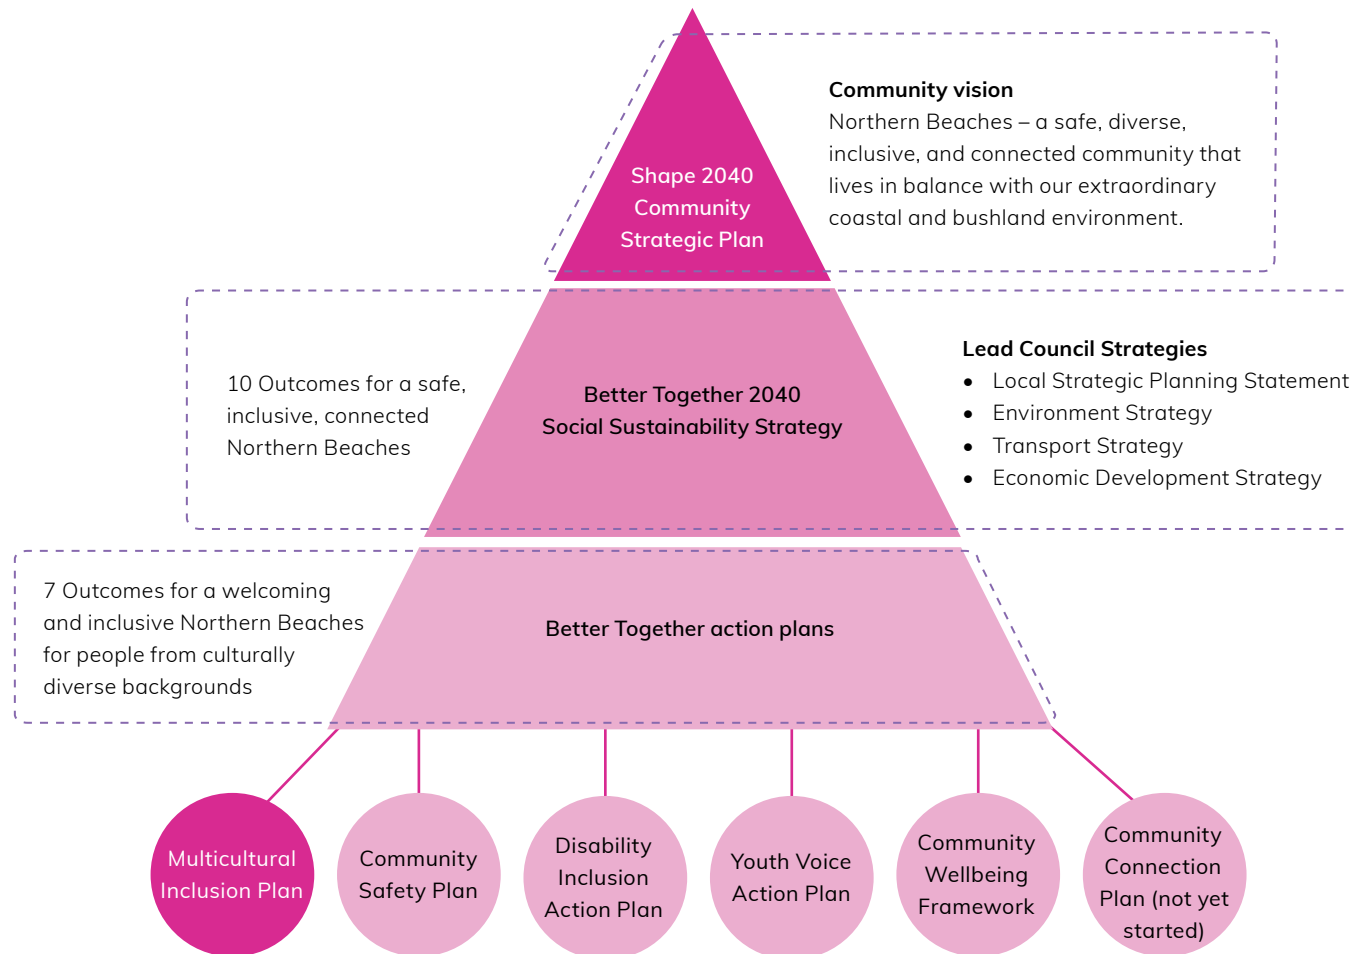 Community vision
Northern Beaches – a safe, diverse,
inclusive, and connected community that
lives in balance with our extraordinary
coastal and bushland environment.
Shape 2040
Community
Strategic Plan
10 Outcomes for a safe,
inclusive, connected
Northern Beaches
Better Together 2040
Social Sustainability Strategy
Lead Council Strategies
• Local Strategic Planning Statement
• Environment Strategy
• Transport Strategy
• Economic Development Strategy
7 Outcomes for a welcoming
and inclusive Northern Beaches
for people from culturally
diverse backgrounds
Better Together action plans
Multicultural
Inclusion Plan
Community
Safety Plan
Disability
Inclusion
Action Plan
Youth Voice
Action Plan
Community
Wellbeing
Framework
Community
Connection
Plan (not yet
started)